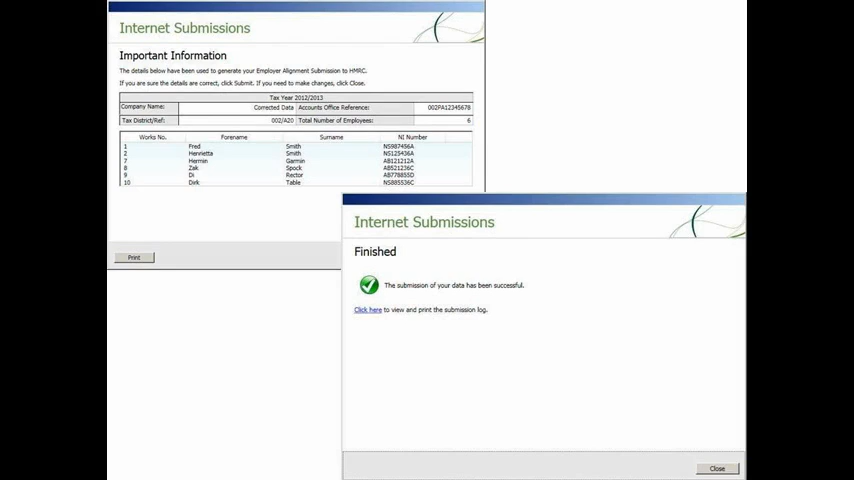 Internet Submissions
Important Information
The details below have been used to generate your Employer Alignment Submission to HMRC.
If you are sure the details are correct, click Submit. If you need to make changes, click Close.
Tax Year 2012/2013
Company Name: Corrected Data Accounts Office Reference: 002PA12345678
Tax District/Ref: 002/A20 Total Number of Employees: 6
Works No. Forename Surname NI Number
1 Fred Smith NS987456A
2 Henrietta Smith NS125436A
7 Hermin Garmin AB121212A
8 Zak Spock AB521236C
9 Di Rector AB778855D
10 Dirk Table NS885536C
Print
Internet Submissions
Finished
The submission of your data has been successful.
Click here to view and print the submission log.
Close